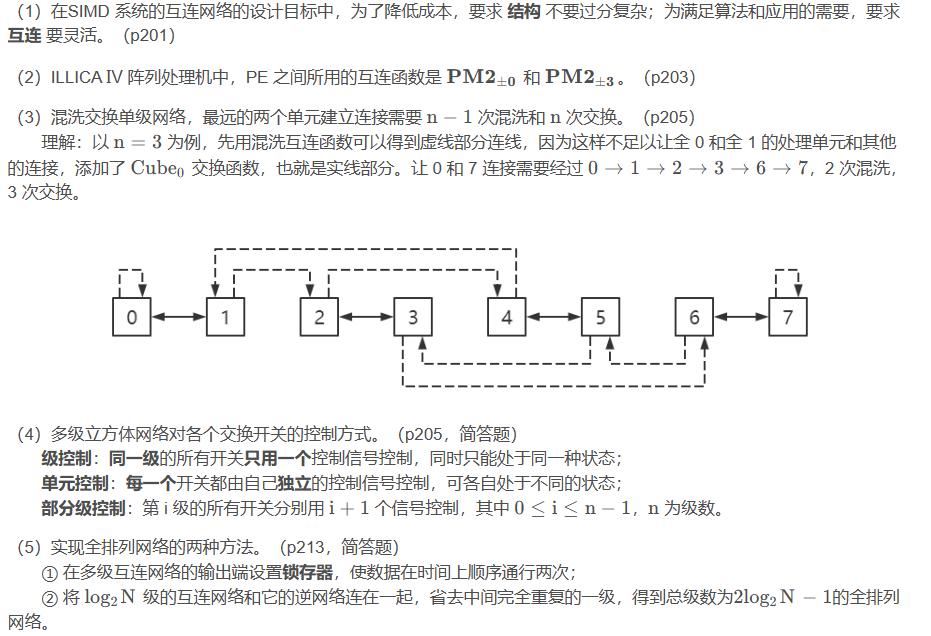 （1）在SIMD 系统的互连网络的设计目标中，为了降低成本，要求 结构 不要过分复杂；为满足算法和应用的需要，要求
互连 要灵活。（p201）
（2）ILLICA Ⅳ 阵列处理机中，PE 之间所用的互连函数是 PM2±0 和 PM2±3。（p203）
（3）混洗交换单级网络，最远的两个单元建立连接需要 n − 1 次混洗和 n 次交换。（p205）
理解：以 n = 3 为例，先用混洗互连函数可以得到虚线部分连线，因为这样不足以让全 0 和全 1 的处理单元和其他
的连接，添加了 Cube₀ 交换函数，也就是实线部分。让 0 和 7 连接需要经过 0 → 1 → 2 → 3 → 6 → 7，2 次混洗，
3 次交换。
0 1 2 3 4 5 6 7
（4）多级立方体网络对各个交换开关的控制方式。（p205，简答题）
级控制：同一级的所有开关只用一个控制信号控制，同时只能处于同一种状态；
单元控制：每一个开关都由自己独立的控制信号控制，可各自处于不同的状态；
部分级控制：第 i 级的所有开关分别用 i + 1 个信号控制，其中 0 ≤ i ≤ n − 1，n 为级数。
（5）实现全排列网络的两种方法。（p213，简答题）
① 在多级互连网络的输出端设置锁存器，使数据在时间上顺序通行两次；
② 将 log₂ N 级的互连网络和它的逆网络连在一起，省去中间完全重复的一级，得到总级数为2log₂ N − 1的全排列
网络。